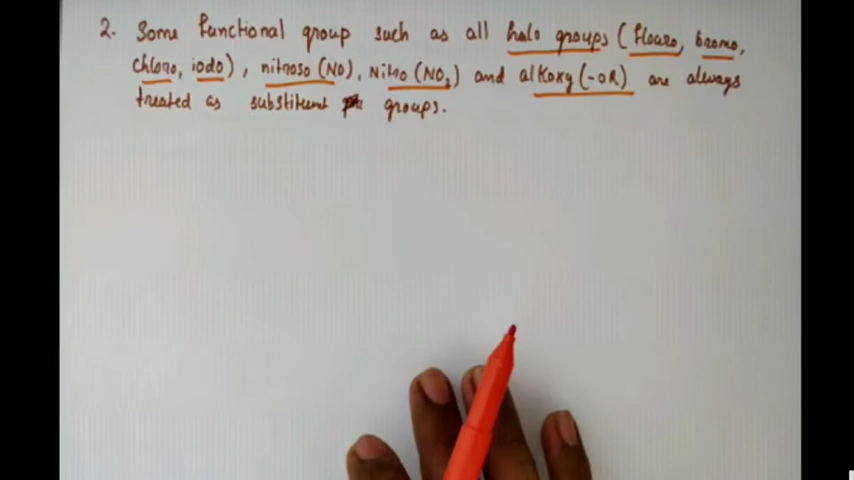 2. Some functional group such as all halo groups (flouro, bromo,
chloro, iodo), nitroso (NO), Nitro (NO₂) and alkoxy (-OR) are always
treated as substituent groups.